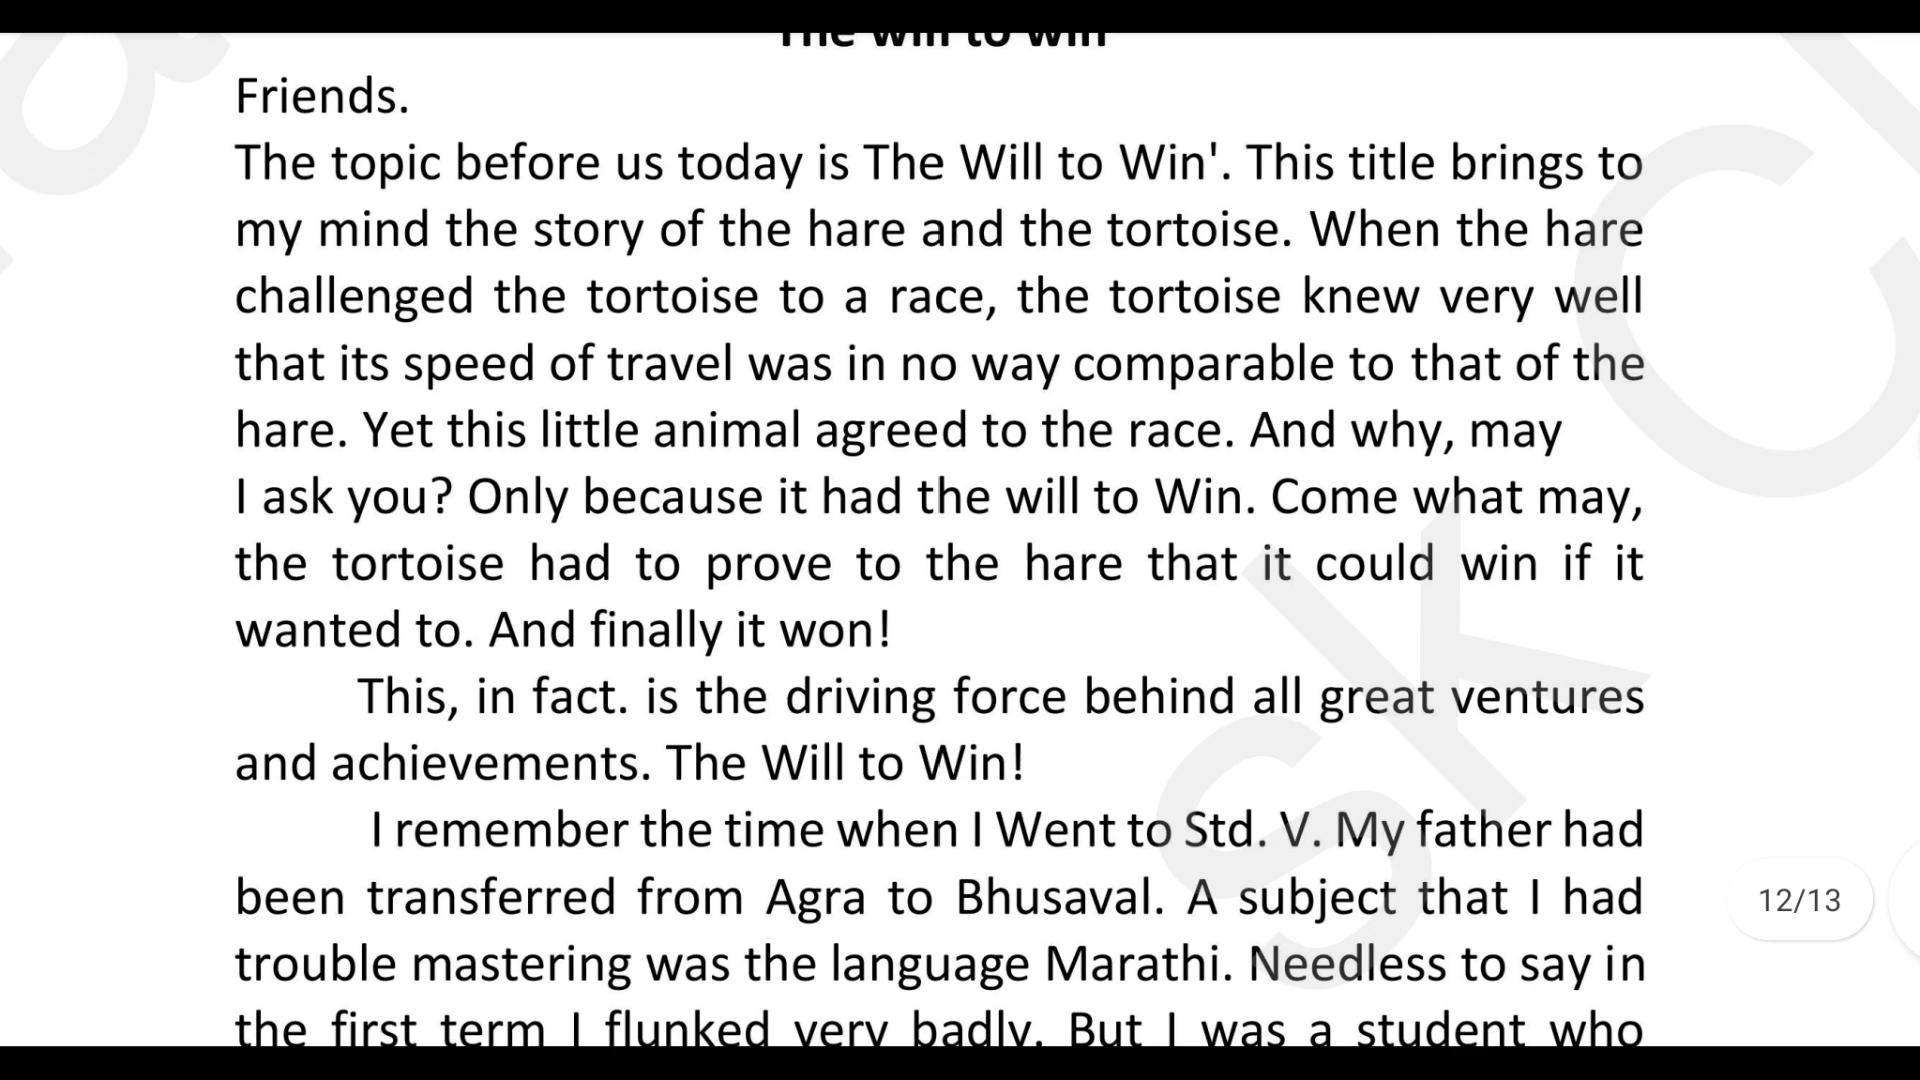 The Will to Win
Friends.
The topic before us today is The Will to Win'. This title brings to
my mind the story of the hare and the tortoise. When the hare
challenged the tortoise to a race, the tortoise knew very well
that its speed of travel was in no way comparable to that of the
hare. Yet this little animal agreed to the race. And why, may
I ask you? Only because it had the will to Win. Come what may,
the tortoise had to prove to the hare that it could win if it
wanted to. And finally it won!
This, in fact. is the driving force behind all great ventures
and achievements. The Will to Win!
I remember the time when I Went to Std. V. My father had
been transferred from Agra to Bhusaval. A subject that I had
trouble mastering was the language Marathi. Needless to say in
the first term I flunked very badly. But I was a student who
12/13
sk